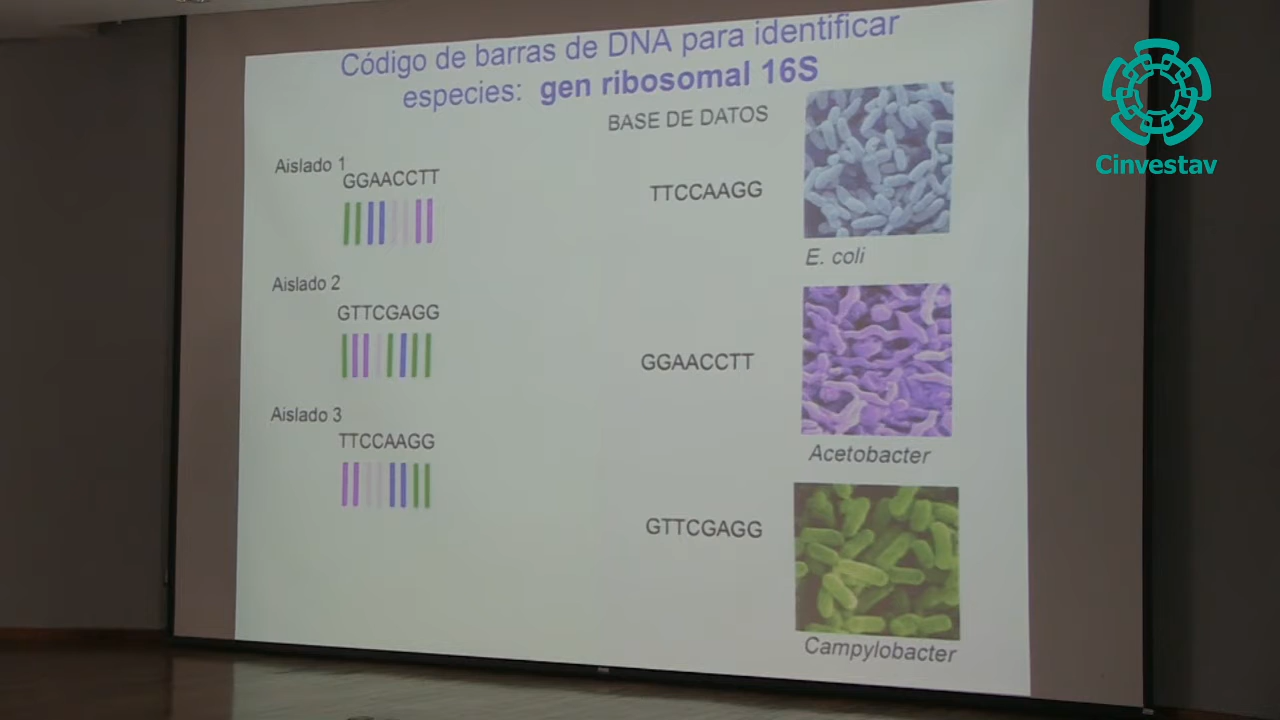 Código de barras de DNA para identificar
especies: gen ribosomal 16S
BASE DE DATOS
Aislado 1
GGAACCTT
Aislado 2
GTTCGAGG
Aislado 3
TTCCAAGG
TTCCAAGG
E. coli
GGAACCTT
Acetobacter
GTTCGAGG
Campylobacter
Cinvestav